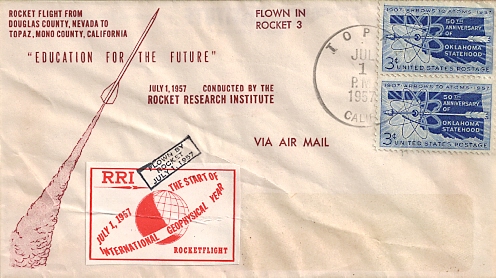 ROCKET FLIGHT FROM
DOUGLAS COUNTY, NEVADA TO
TOPAZ, MONO COUNTY, CALIFORNIA
FLOWN IN
ROCKET 3
"EDUCATION FOR THE FUTURE"
JULY 1, 1957 CONDUCTED BY THE
ROCKET RESEARCH INSTITUTE
VIA AIR MAIL
TOP
JUL
1
P.M.
1957
CALIF
1907·ARROWS TO ATOMS·1957
50TH
ANNIVERSARY
OF
OKLAHOMA
STATEHOOD
3¢
UNITED STATES POSTAGE
1907·ARROWS TO ATOMS·1957
50TH
ANNIVERSARY
OF
OKLAHOMA
STATEHOOD
3¢
UNITED STATES POSTAGE
FLOWN BY
ROCKET
JULY 1, 1957
RRI
THE START OF
JULY 1, 1957
INTERNATIONAL GEOPHYSICAL YEAR
ROCKETFLIGHT